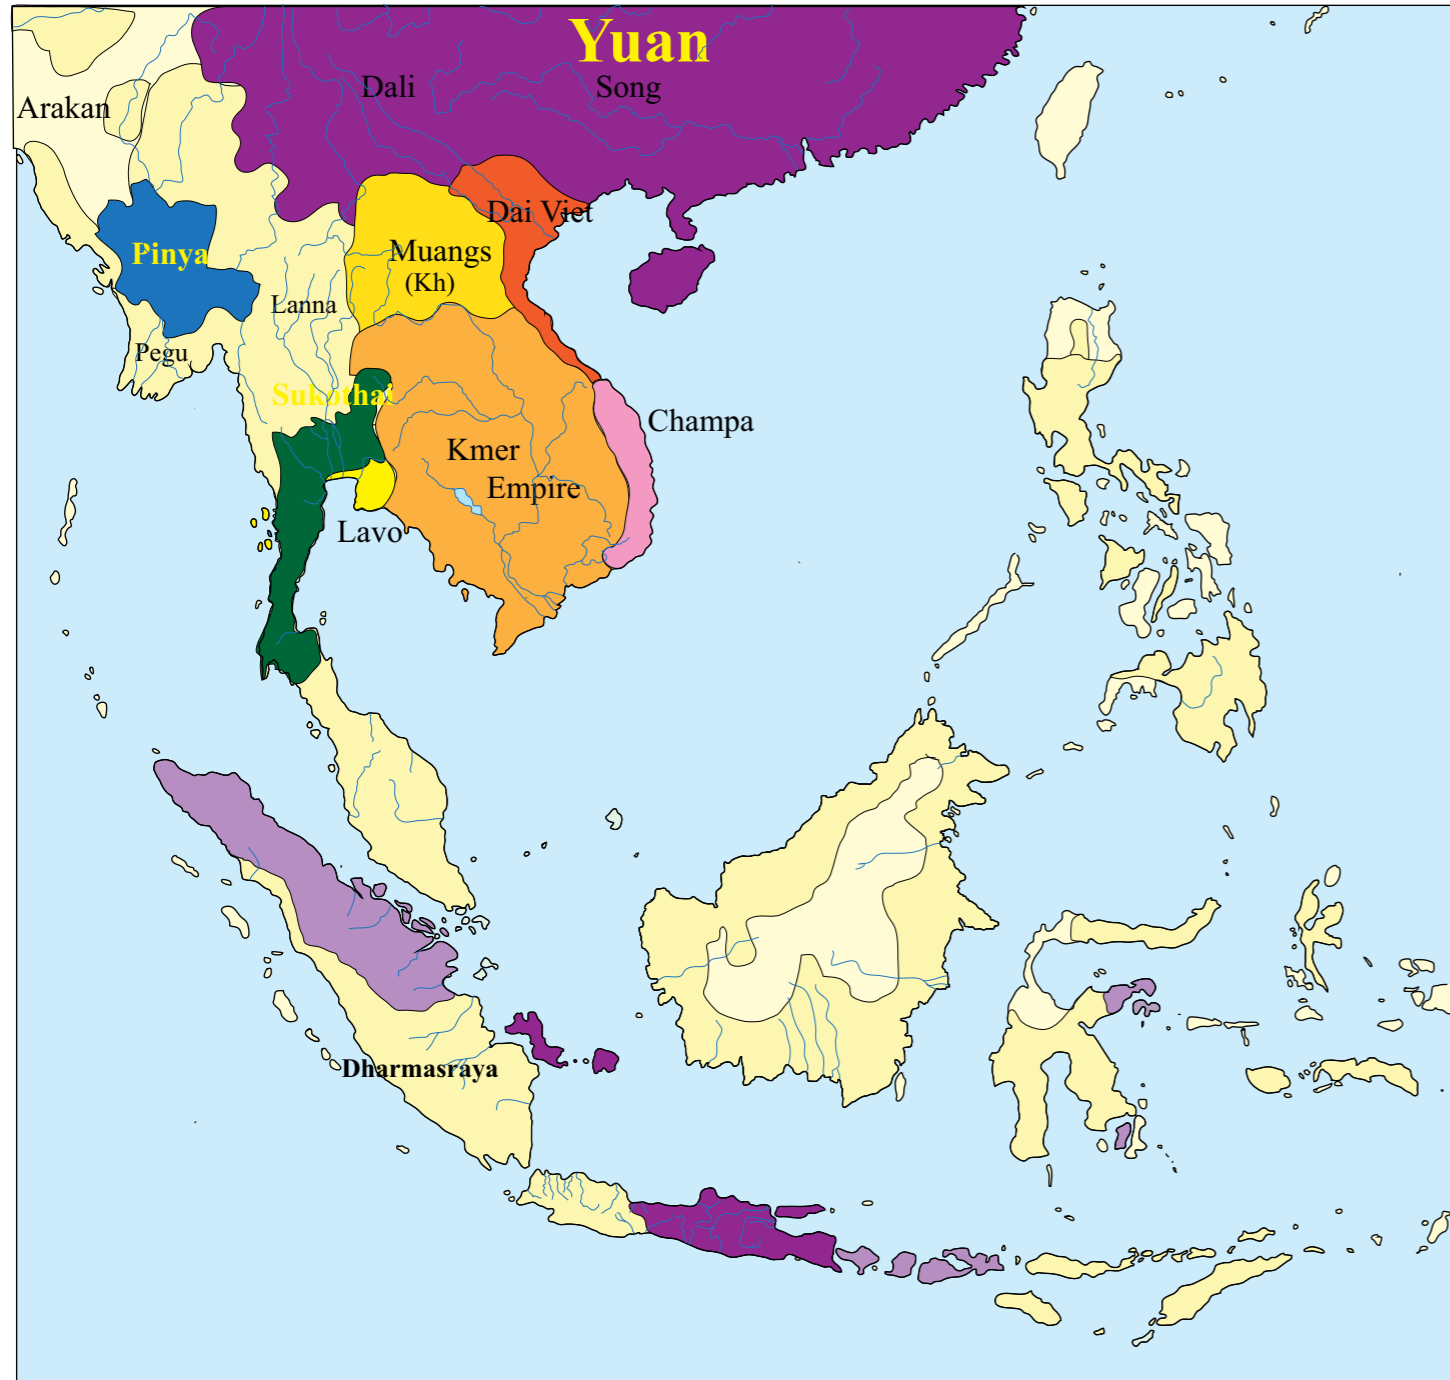 Yuan
Dali
Song
Arakan
Dai Viet
Pinya
Muangs
(Kh)
Lanna
Pegu
Sukothai
Champa
Kmer
Empire
Lavo
Dharmasraya